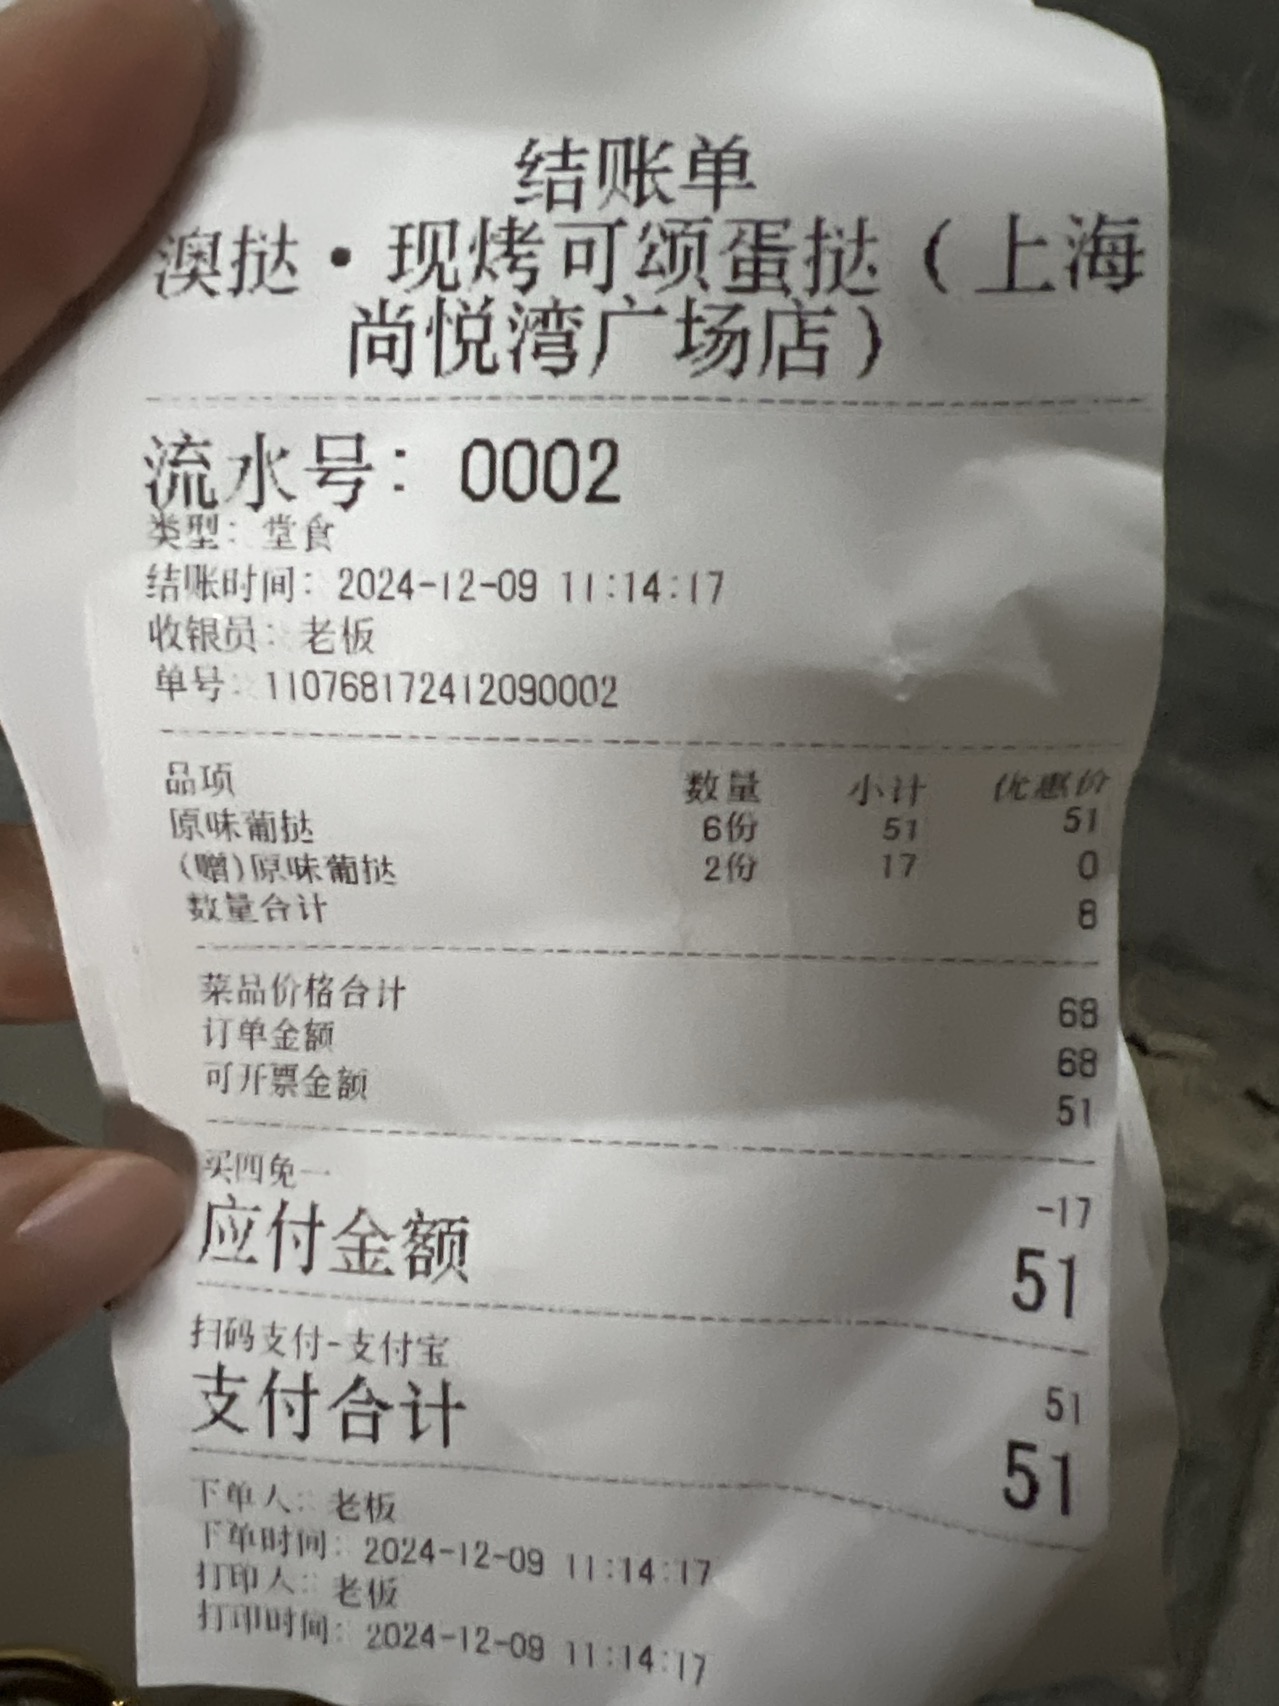 结账单
澳挞·现烤可颂蛋挞（上海
尚悦湾广场店）
流水号：0002
类型：堂食
结账时间：2024-12-09 11:14:17
收银员：老板
单号：110768172412090002
品项 数量 小计 优惠价
原味葡挞 6份 51 51
(赠)原味葡挞 2份 17 0
数量合计 8
菜品价格合计 68
订单金额 68
可开票金额 51
买四免一 -17
应付金额 51
扫码支付-支付宝 51
支付合计 51
下单人：老板
下单时间：2024-12-09 11:14:17
打印人：老板
打印时间：2024-12-09 11:14:17